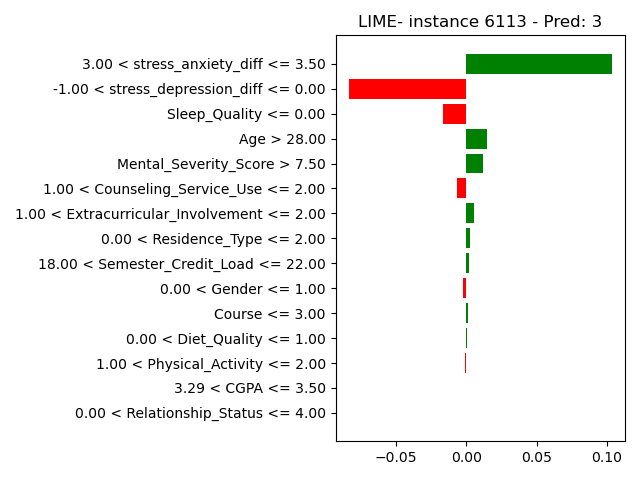 LIME- instance 6113 - Pred: 3
3.00 < stress_anxiety_diff <= 3.50
-1.00 < stress_depression_diff <= 0.00
Sleep_Quality <= 0.00
Age > 28.00
Mental_Severity_Score > 7.50
1.00 < Counseling_Service_Use <= 2.00
1.00 < Extracurricular_Involvement <= 2.00
0.00 < Residence_Type <= 2.00
18.00 < Semester_Credit_Load <= 22.00
0.00 < Gender <= 1.00
Course <= 3.00
0.00 < Diet_Quality <= 1.00
1.00 < Physical_Activity <= 2.00
3.29 < CGPA <= 3.50
0.00 < Relationship_Status <= 4.00
−0.05 0.00 0.05 0.10